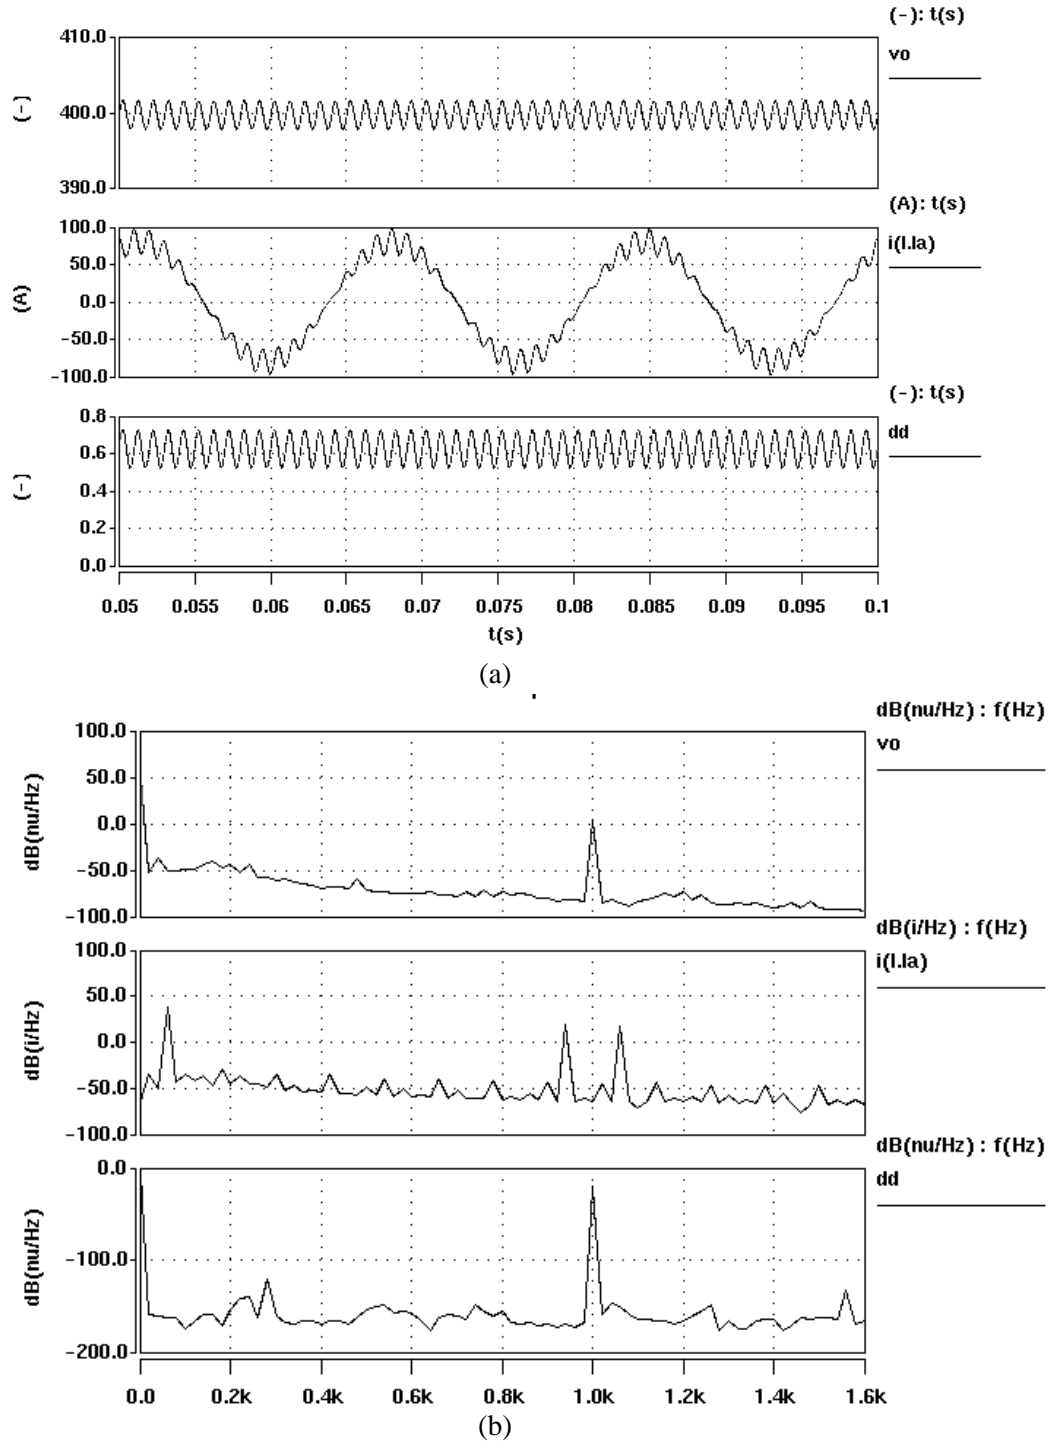 (-): t(s)
vo
410.0
400.0
390.0
(-)
(A): t(s)
i(l.la)
100.0
50.0
0.0
-50.0
-100.0
(A)
(-): t(s)
dd
0.8
0.6
0.4
0.2
0.0
(-)
0.05 0.055 0.06 0.065 0.07 0.075 0.08 0.085 0.09 0.095 0.1
t(s)
(a)
dB(nu/Hz) : f(Hz)
vo
100.0
50.0
0.0
-50.0
-100.0
dB(nu/Hz)
dB(i/Hz) : f(Hz)
i(l.la)
100.0
50.0
0.0
-50.0
-100.0
dB(i/Hz)
dB(nu/Hz) : f(Hz)
dd
0.0
-100.0
-200.0
dB(nu/Hz)
0.0 0.2k 0.4k 0.6k 0.8k 1.0k 1.2k 1.4k 1.6k
(b)